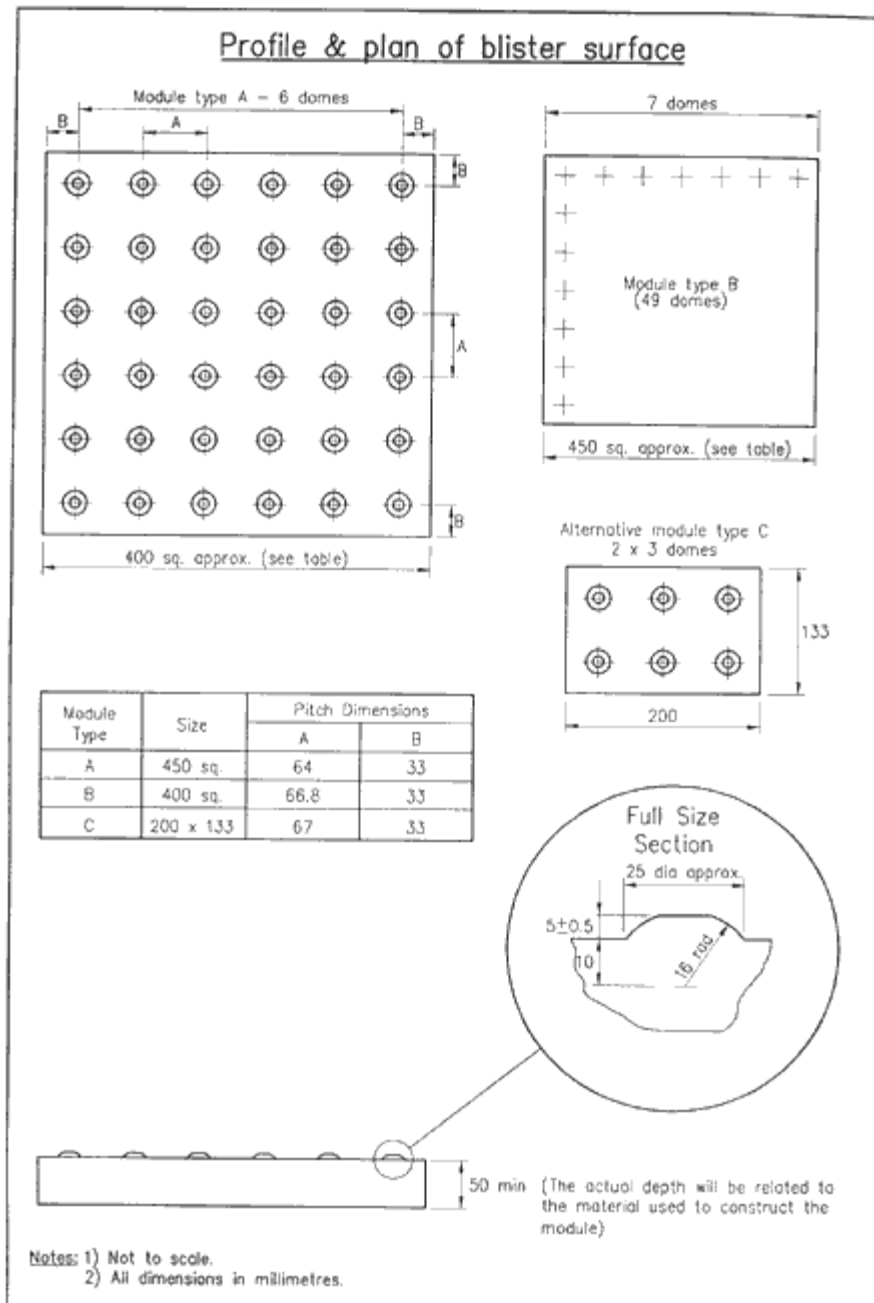 Profile & plan of blister surface
Module type A - 6 domes
B
A
B
B
A
B
400 sq. approx. (see table)
7 domes
Module type B
(49 domes)
450 sq. approx. (see table)
Alternative module type C
2 x 3 domes
133
200
Module Type Size Pitch Dimensions
A B
A 450 sq. 64 33
B 400 sq. 66.8 33
C 200 x 133 67 33
Full Size
Section
25 dia approx.
5±0.5
10
16 rad
50 min (The actual depth will be related to
the material used to construct the
module)
Notes: 1) Not to scale.
2) All dimensions in millimetres.